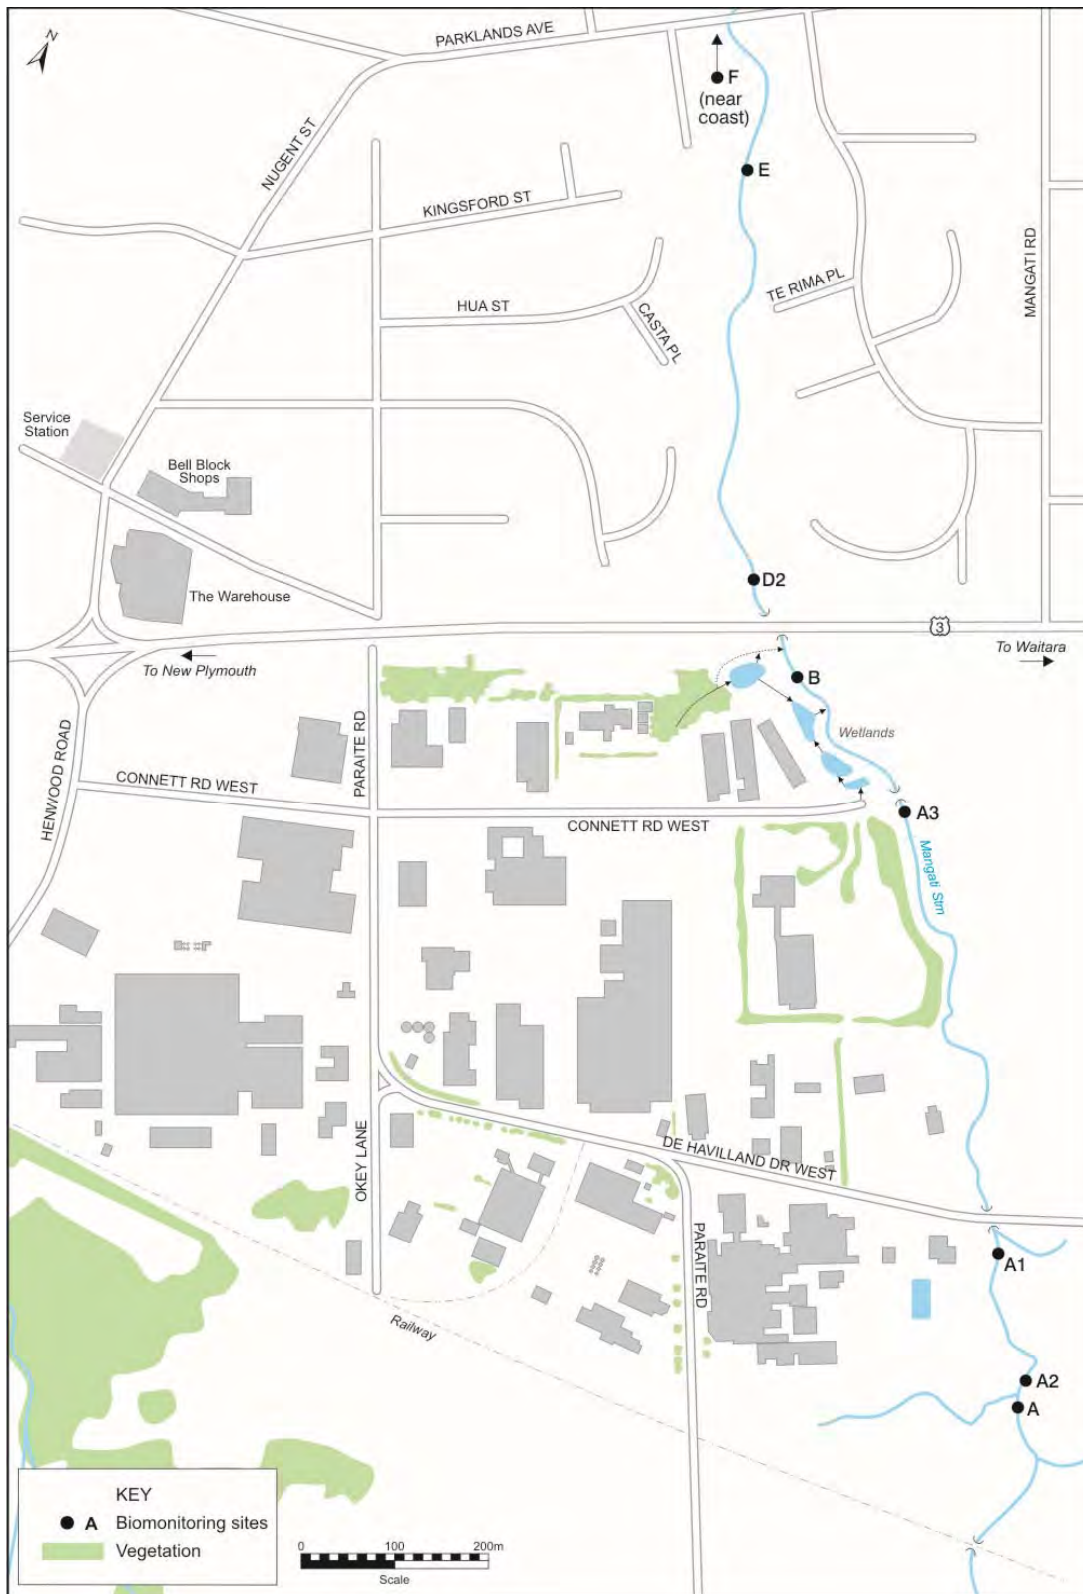 N
PARKLANDS AVE
F
(near
coast)
NUGENT ST
E
KINGSFORD ST
MANGATI RD
TE RIMA PL
HUA ST
CASTA PL
Service
Station
Bell Block
Shops
D2
The Warehouse
3
To New Plymouth
To Waitara
B
Wetlands
HENWOOD ROAD
PARAITE RD
CONNETT RD WEST
CONNETT RD WEST
A3
Mangati Stm
OKEY LANE
DE HAVILLAND DR WEST
PARAITE RD
A1
Railway
A2
A
KEY
A Biomonitoring sites
Vegetation
0 100 200m
Scale